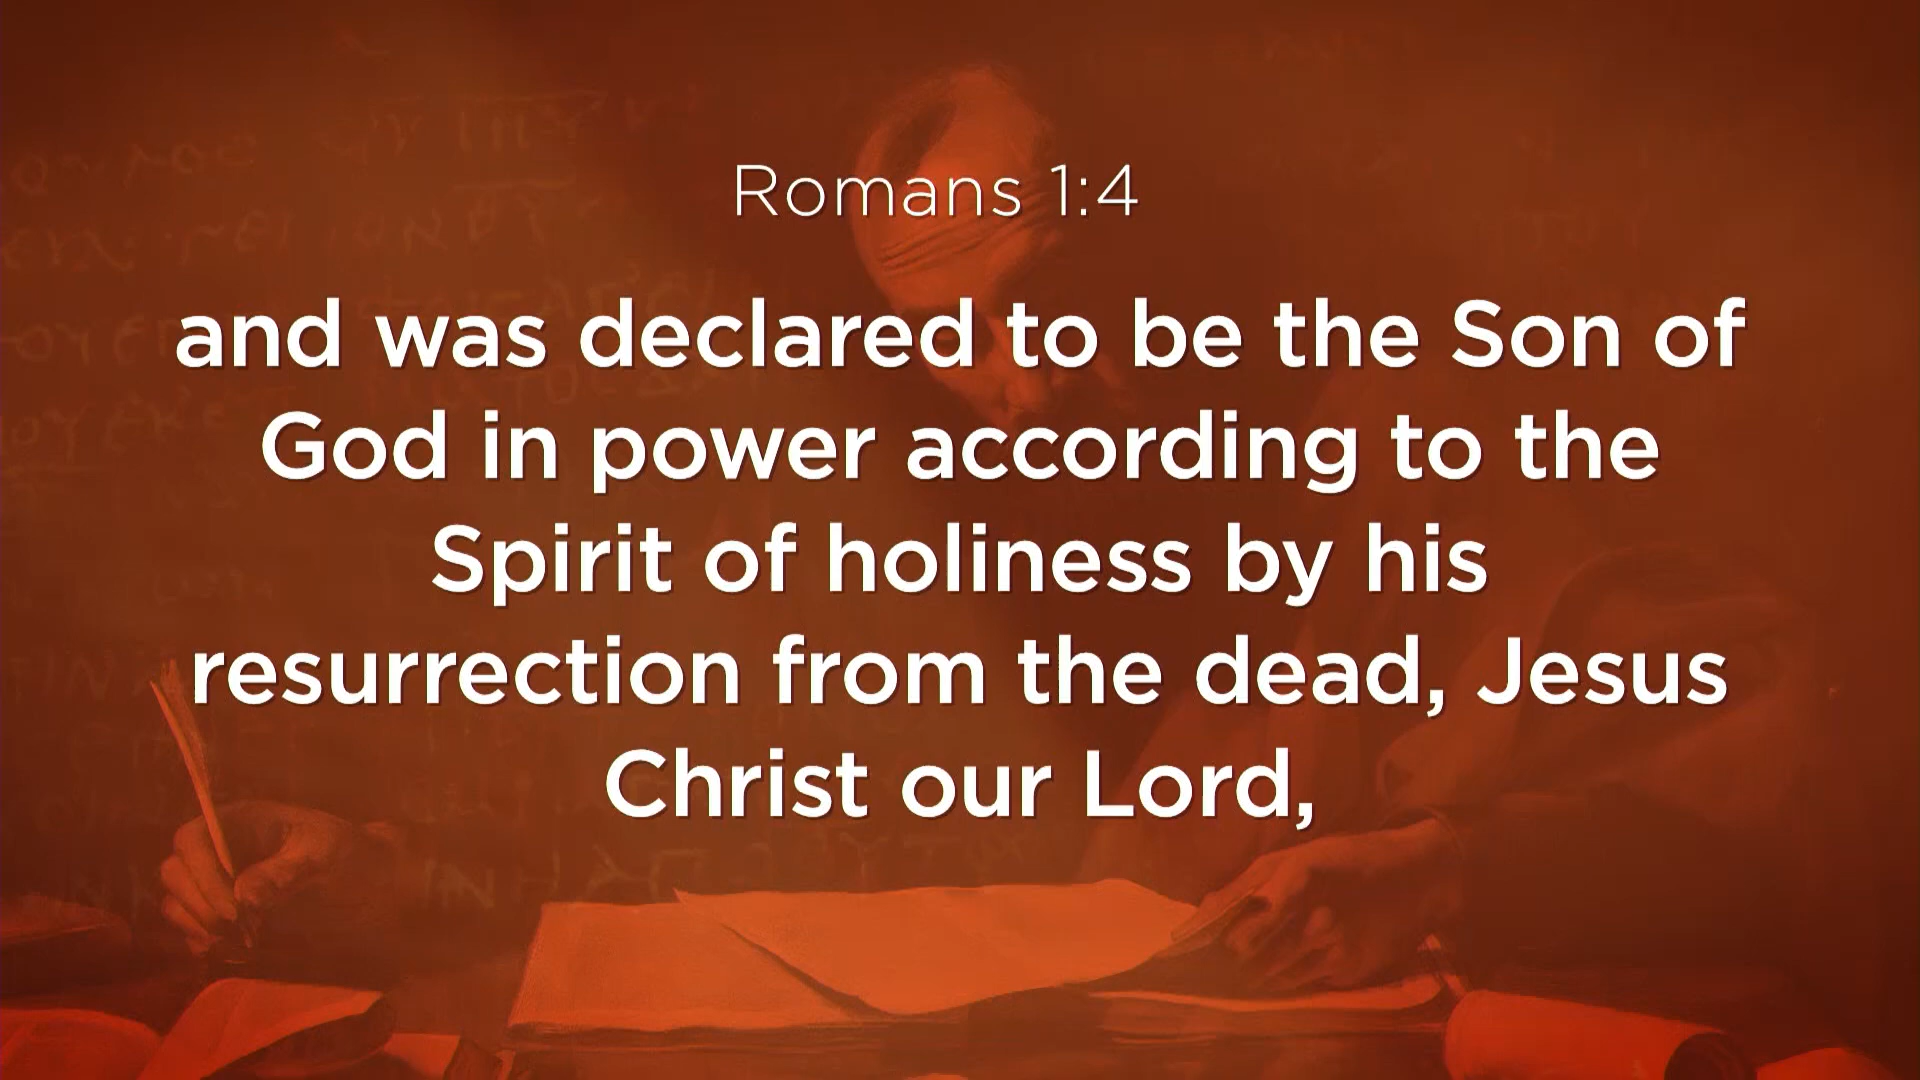 Romans 1:4
and was declared to be the Son of
God in power according to the
Spirit of holiness by his
resurrection from the dead, Jesus
Christ our Lord,